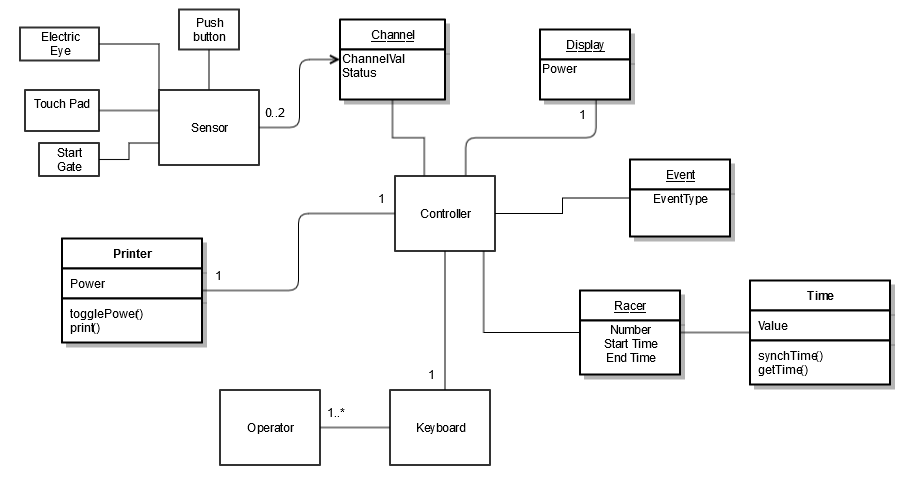 Electric
Eye
Push
button
Channel
ChannelVal
Status
Display
Power
Touch Pad
Sensor
0..2
1
Start
Gate
Event
EventType
1
Controller
Printer
Power
togglePower()
print()
1
Racer
Number
Start Time
End Time
Time
Value
synchTime()
getTime()
1
Operator
1..*
Keyboard